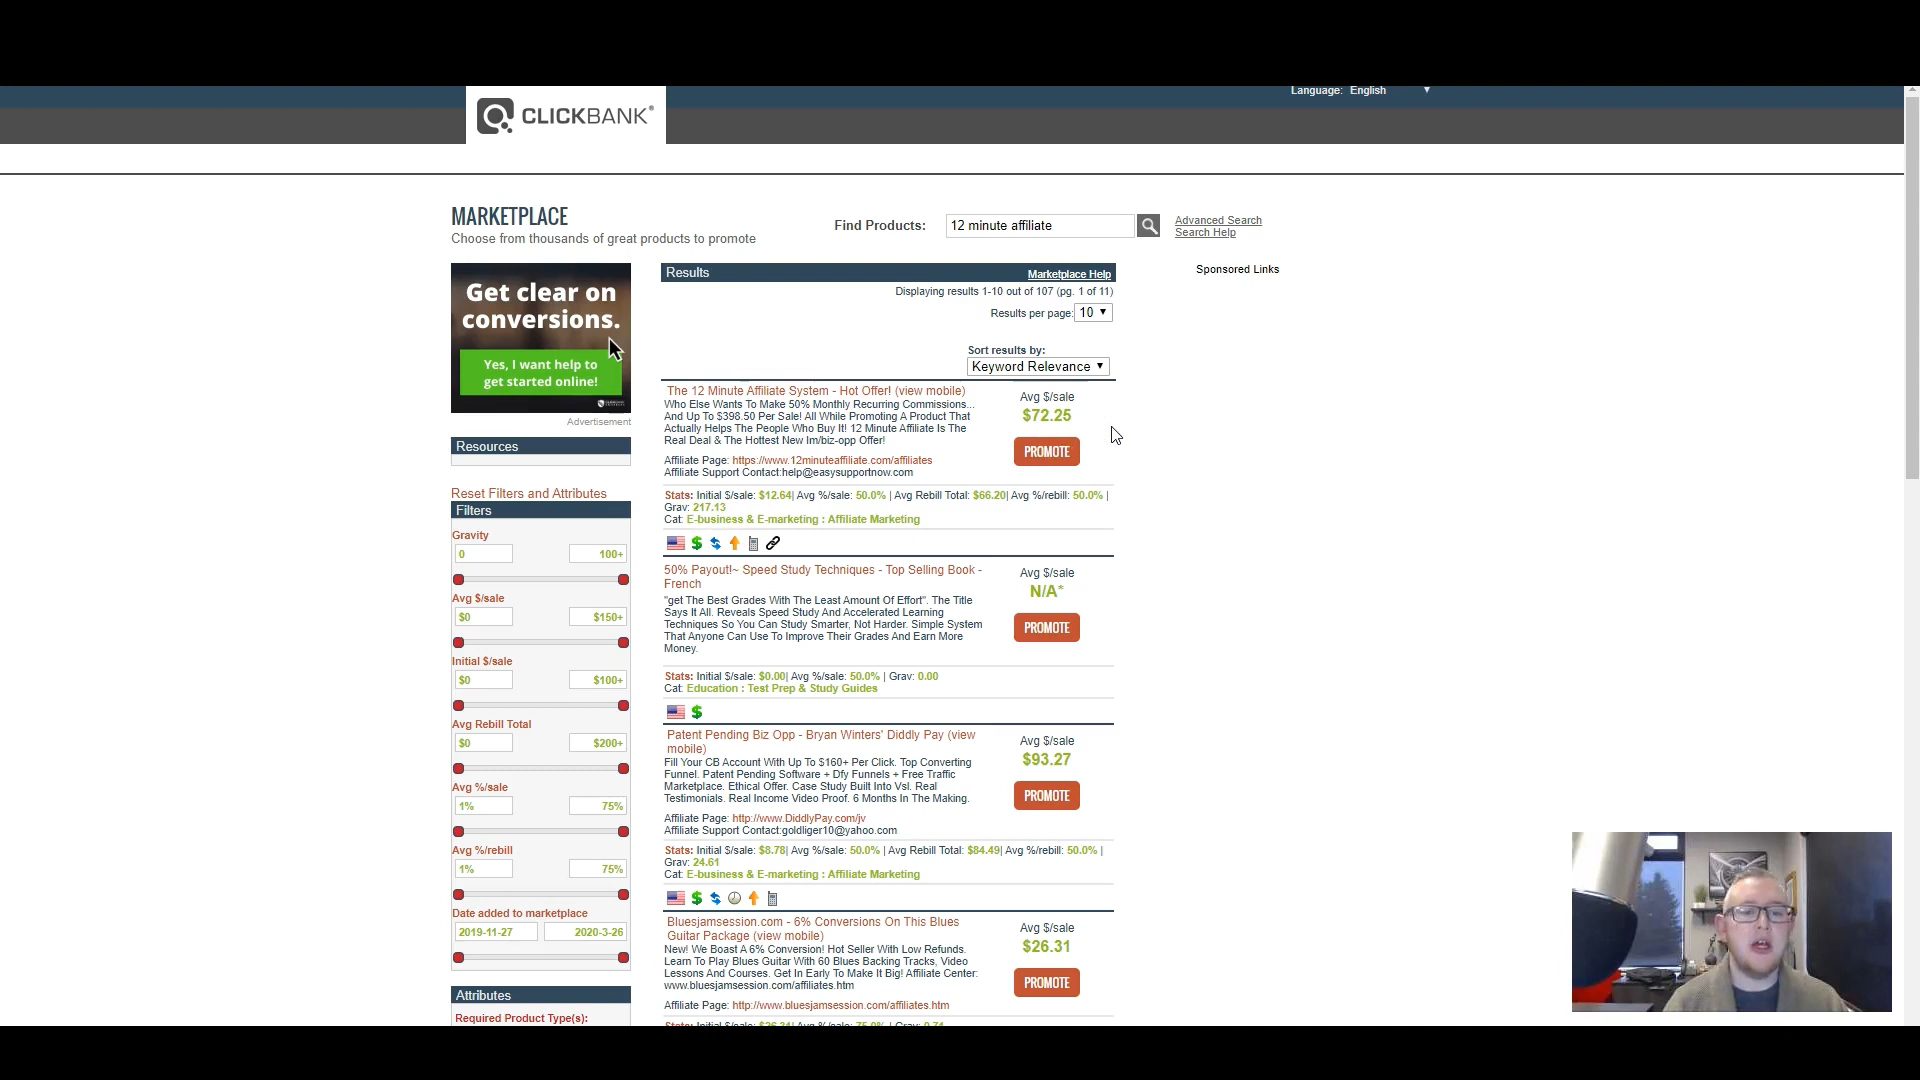 Language: English
CLICKBANK
MARKETPLACE
Choose from thousands of great products to promote
Find Products:
12 minute affiliate
Advanced Search
Search Help
Get clear on
conversions.
Yes, I want help to
get started online!
Advertisement
Resources
Reset Filters and Attributes
Filters
Gravity
0 100+
Avg $/sale
$0 $150+
Initial $/sale
$0 $100+
Avg Rebill Total
$0 $200+
Avg %/sale
1% 75%
Avg %/rebill
1% 75%
Date added to marketplace
2019-11-27 2020-3-26
Attributes
Required Product Type(s):
Results
Marketplace Help
Displaying results 1-10 out of 107 (pg. 1 of 11)
Results per page: 10
Sort results by:
Keyword Relevance
The 12 Minute Affiliate System - Hot Offer! (view mobile)
Who Else Wants To Make 50% Monthly Recurring Commissions...
And Up To $398.50 Per Sale! All While Promoting A Product That
Actually Helps The People Who Buy It! 12 Minute Affiliate Is The
Real Deal & The Hottest New Im/biz-opp Offer!
Affiliate Page: https://www.12minuteaffiliate.com/affiliates
Affiliate Support Contact:help@easysupportnow.com
Avg $/sale
$72.25
PROMOTE
Stats: Initial $/sale: $12.64| Avg %/sale: 50.0% | Avg Rebill Total: $66.20| Avg %/rebill: 50.0% |
Grav: 217.13
Cat: E-business & E-marketing : Affiliate Marketing
50% Payout!~ Speed Study Techniques - Top Selling Book -
French
"get The Best Grades With The Least Amount Of Effort". The Title
Says It All. Reveals Speed Study And Accelerated Learning
Techniques So You Can Study Smarter, Not Harder. Simple System
That Anyone Can Use To Improve Their Grades And Earn More
Money.
Avg $/sale
N/A*
PROMOTE
Stats: Initial $/sale: $0.00| Avg %/sale: 50.0% | Grav: 0.00
Cat: Education : Test Prep & Study Guides
Patent Pending Biz Opp - Bryan Winters' Diddly Pay (view
mobile)
Fill Your CB Account With Up To $160+ Per Click. Top Converting
Funnel. Patent Pending Software + Dfy Funnels + Free Traffic
Marketplace. Ethical Offer. Case Study Built Into Vsl. Real
Testimonials. Real Income Video Proof. 6 Months In The Making.
Affiliate Page: http://www.DiddlyPay.com/jv
Affiliate Support Contact:goldliger10@yahoo.com
Avg $/sale
$93.27
PROMOTE
Stats: Initial $/sale: $8.78| Avg %/sale: 50.0% | Avg Rebill Total: $84.49| Avg %/rebill: 50.0% |
Grav: 24.61
Cat: E-business & E-marketing : Affiliate Marketing
Bluesjamsession.com - 6% Conversions On This Blues
Guitar Package (view mobile)
New! We Boast A 6% Conversion! Hot Seller With Low Refunds.
Learn To Play Blues Guitar With 60 Blues Backing Tracks, Video
Lessons And Courses. Get In Early To Make It Big! Affiliate Center:
www.bluesjamsession.com/affiliates.htm
Affiliate Page: http://www.bluesjamsession.com/affiliates.htm
Avg $/sale
$26.31
PROMOTE
Stats: Initial $/sale: $26.31| Avg %/sale: 75.0% | Grav: 0.74
Sponsored Links